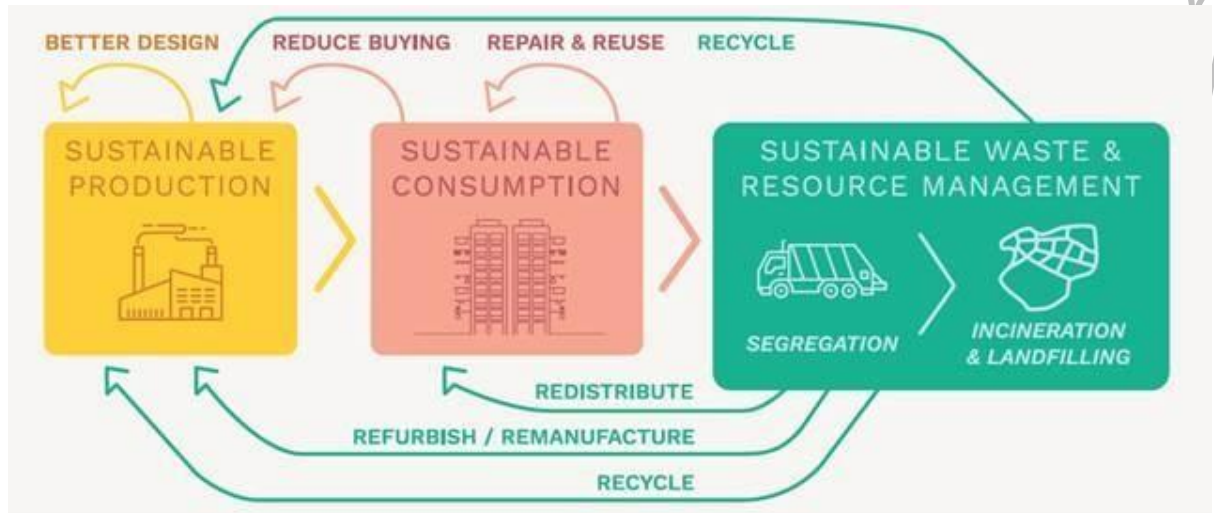 BETTER DESIGN
REDUCE BUYING
REPAIR & REUSE
RECYCLE
SUSTAINABLE
PRODUCTION
SUSTAINABLE
CONSUMPTION
SUSTAINABLE WASTE &
RESOURCE MANAGEMENT
SEGREGATION
INCINERATION
& LANDFILLING
REDISTRIBUTE
REFURBISH / REMANUFACTURE
RECYCLE